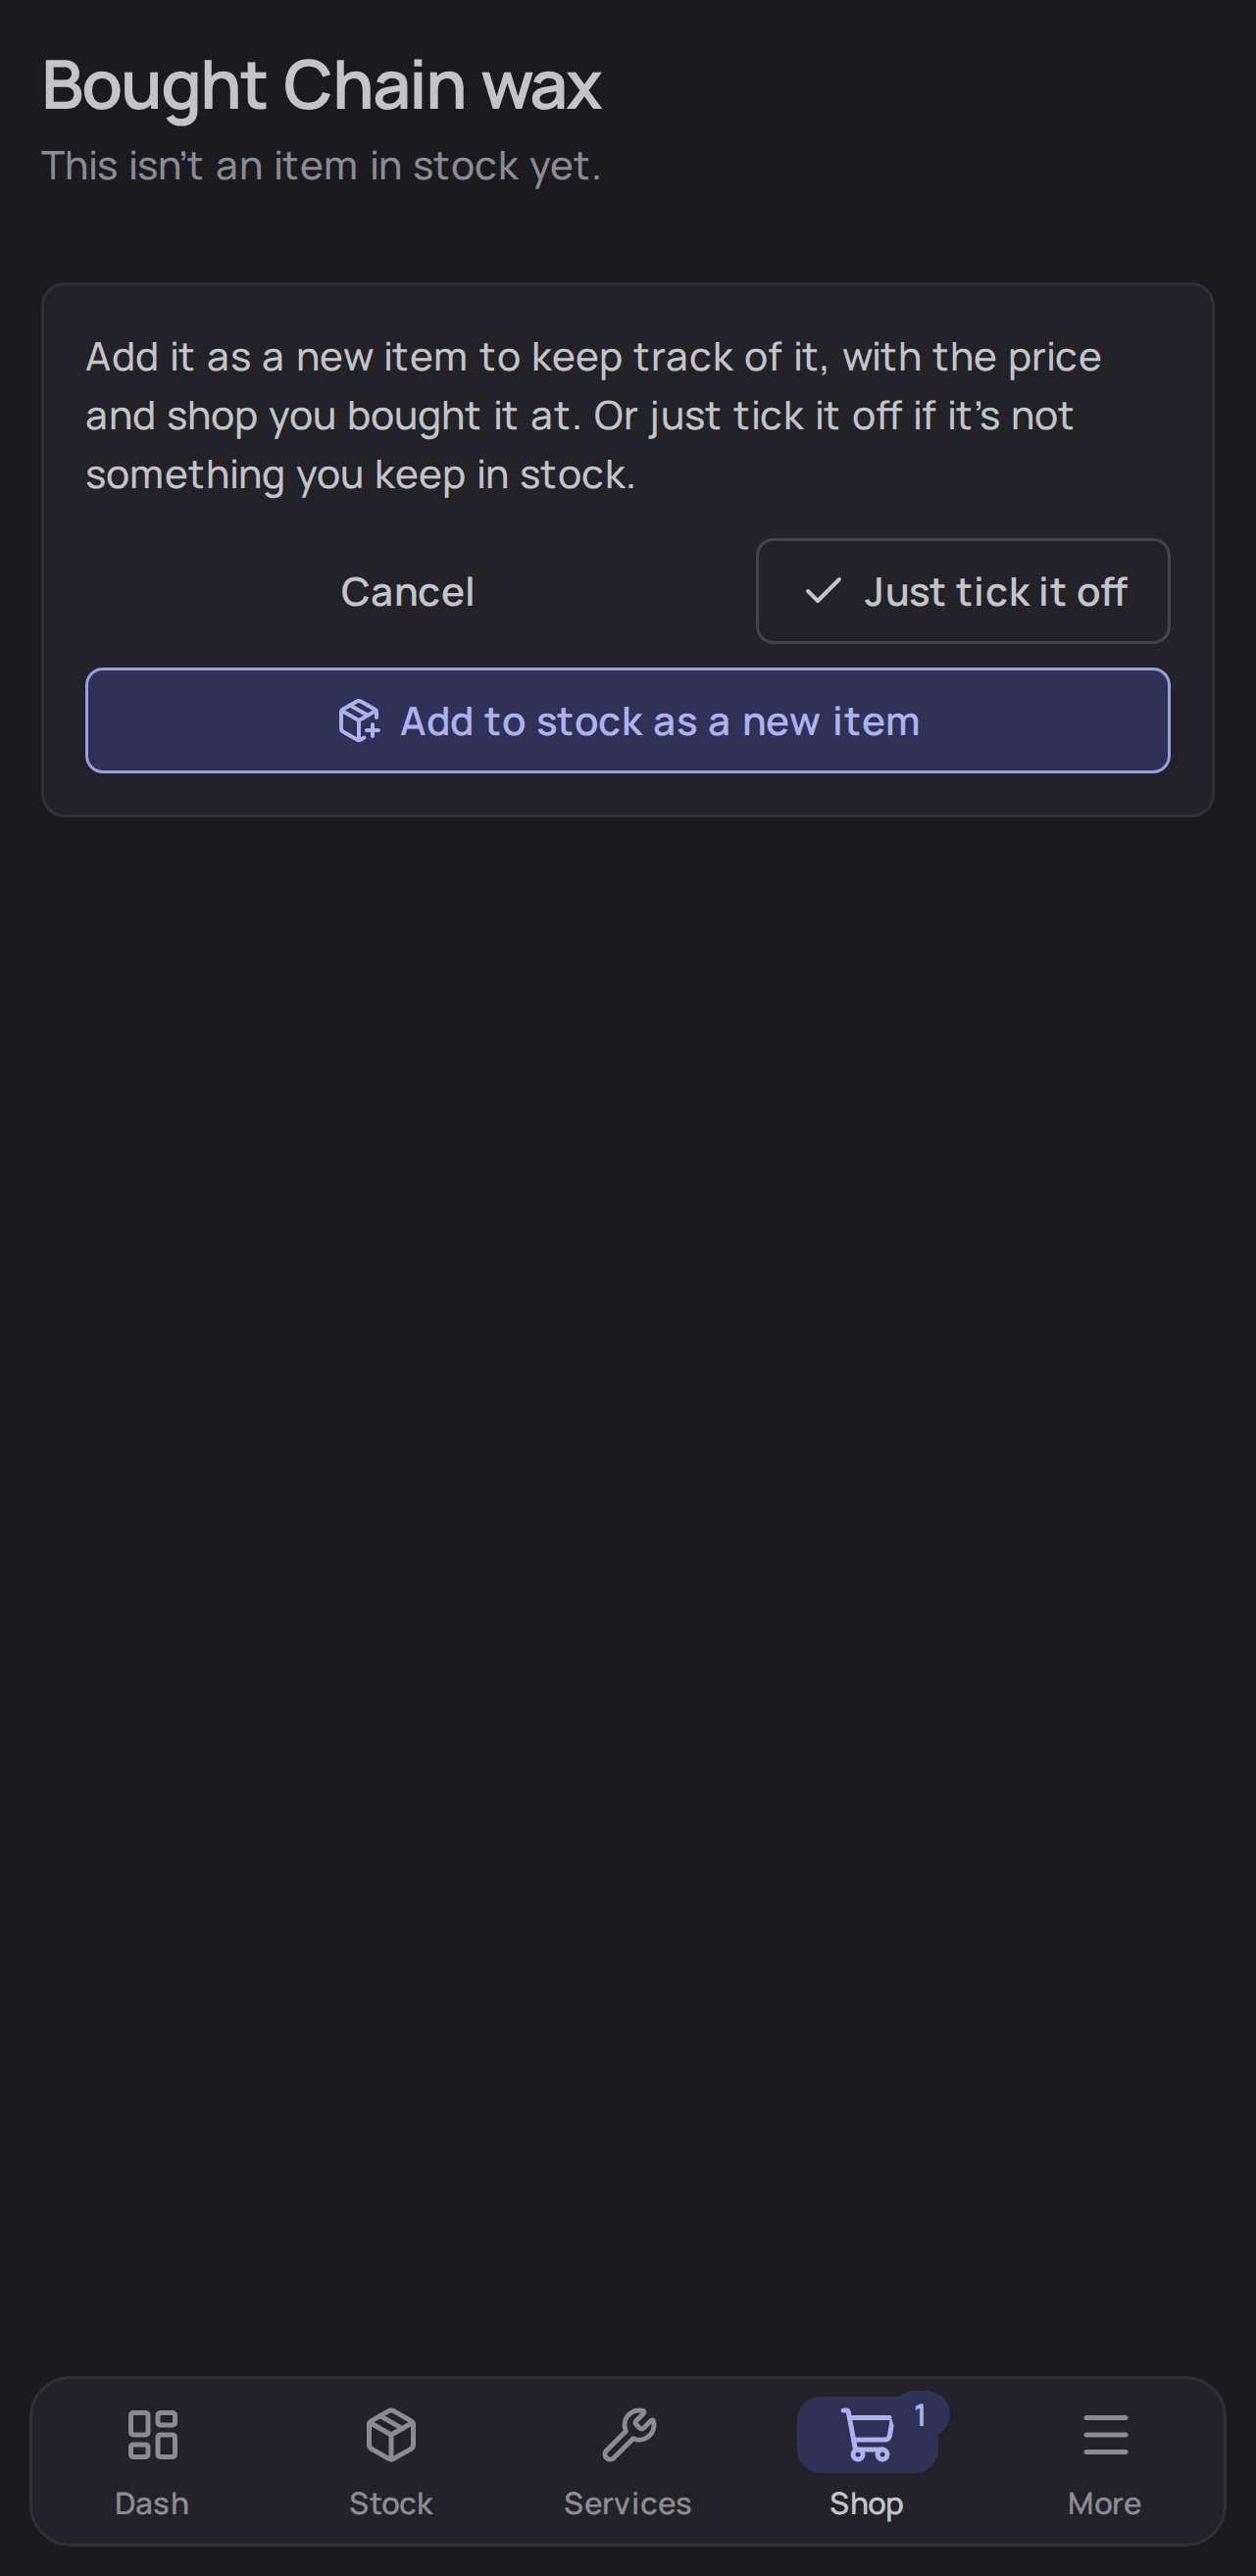 Bought Chain wax
This isn’t an item in stock yet.
Add it as a new item to keep track of it, with the price
and shop you bought it at. Or just tick it off if it’s not
something you keep in stock.
Cancel
Just tick it off
Add to stock as a new item
1
Dash
Stock
Services
Shop
More